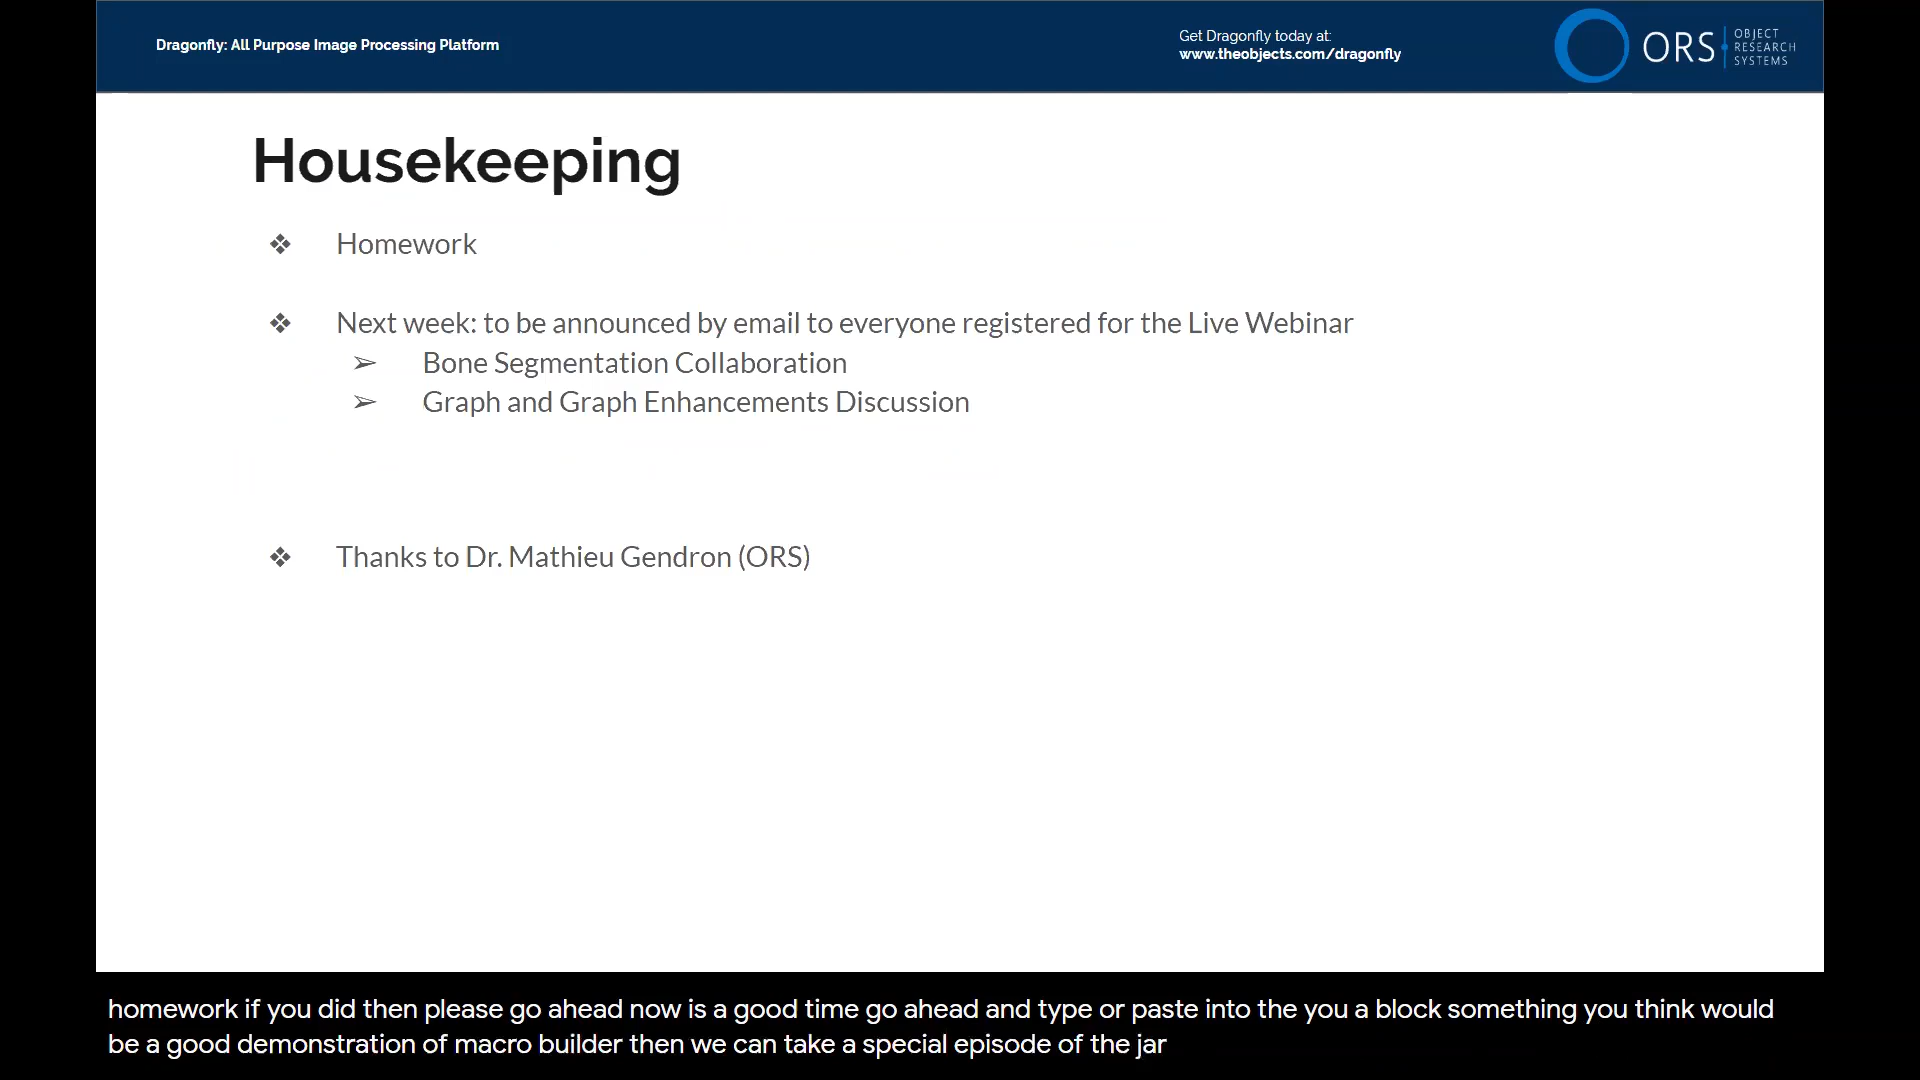 Dragonfly: All Purpose Image Processing Platform
Get Dragonfly today at:
www.theobjects.com/dragonfly
ORS
OBJECT
RESEARCH
SYSTEMS
Housekeeping
❖ Homework
❖ Next week: to be announced by email to everyone registered for the Live Webinar
➢ Bone Segmentation Collaboration
➢ Graph and Graph Enhancements Discussion
❖ Thanks to Dr. Mathieu Gendron (ORS)
homework if you did then please go ahead now is a good time go ahead and type or paste into the you a block something you think would
be a good demonstration of macro builder then we can take a special episode of the jar